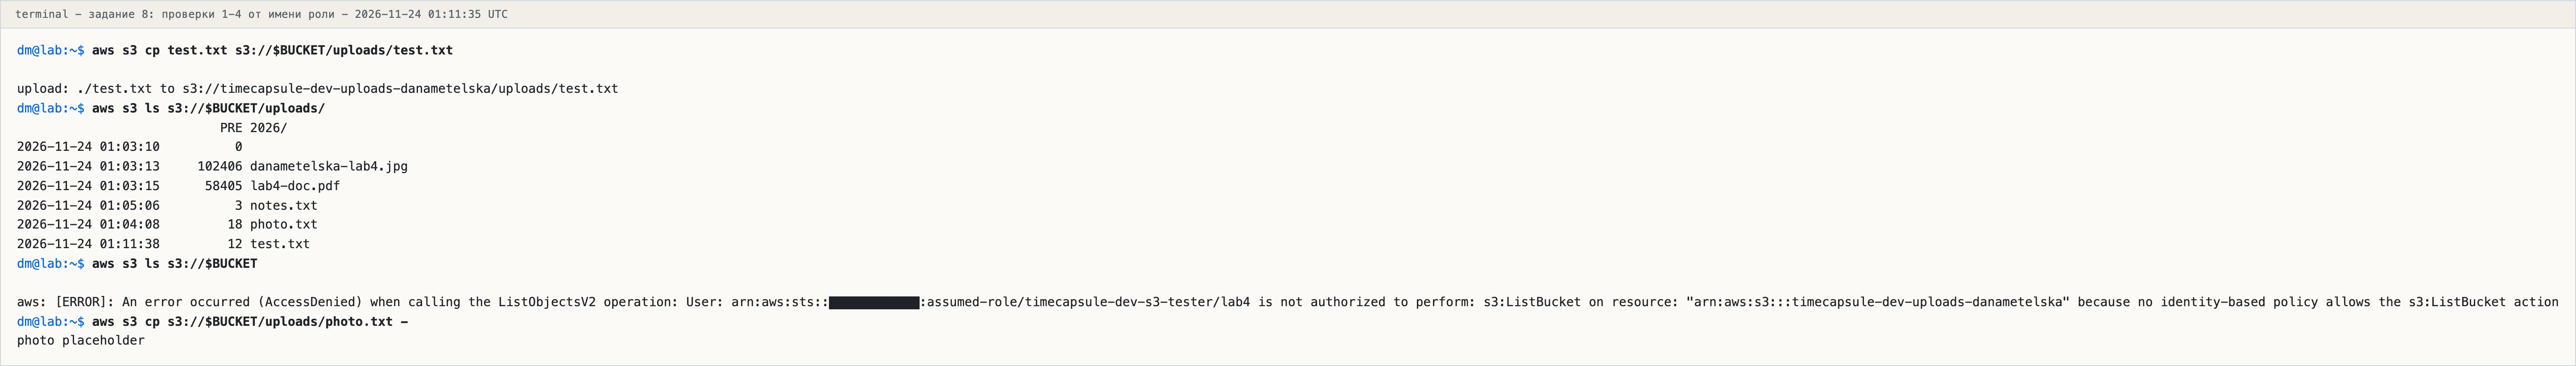 terminal – задание 8: проверки 1-4 от имени роли – 2026-11-24 01:11:35 UTC
dm@lab:~$ aws s3 cp test.txt s3://$BUCKET/uploads/test.txt
upload: ./test.txt to s3://timecapsule-dev-uploads-danametelska/uploads/test.txt
dm@lab:~$ aws s3 ls s3://$BUCKET/uploads/
                           PRE 2026/
2026-11-24 01:03:10          0
2026-11-24 01:03:13     102406 danametelska-lab4.jpg
2026-11-24 01:03:15      58405 lab4-doc.pdf
2026-11-24 01:05:06          3 notes.txt
2026-11-24 01:04:08         18 photo.txt
2026-11-24 01:11:38         12 test.txt
dm@lab:~$ aws s3 ls s3://$BUCKET
aws: [ERROR]: An error occurred (AccessDenied) when calling the ListObjectsV2 operation: User: arn:aws:sts:: :assumed-role/timecapsule-dev-s3-tester/lab4 is not authorized to perform: s3:ListBucket on resource: "arn:aws:s3:::timecapsule-dev-uploads-danametelska" because no identity-based policy allows the s3:ListBucket action
dm@lab:~$ aws s3 cp s3://$BUCKET/uploads/photo.txt -
photo placeholder